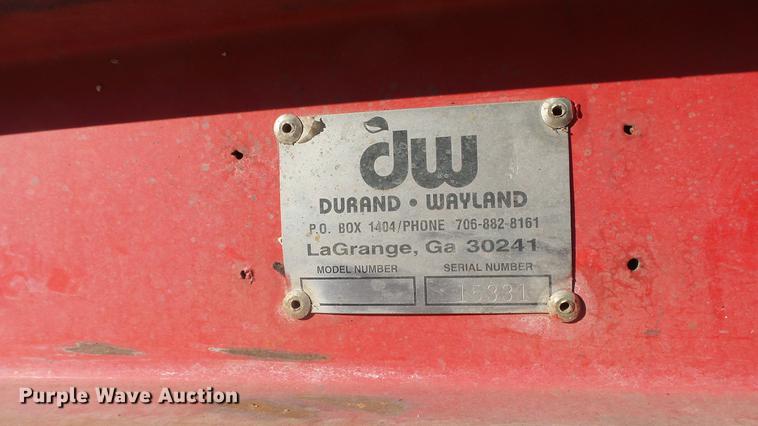 dw
DURAND • WAYLAND
P.O. BOX 1404/PHONE 706-882-8161
LaGrange, Ga 30241
MODEL NUMBER SERIAL NUMBER
15331
Purple Wave Auction